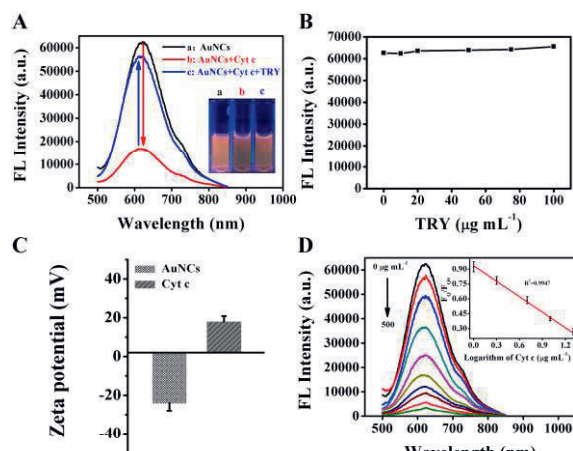 A
FL Intensity (a.u.)
70000
60000
50000
40000
30000
20000
10000
0
a: AuNCs
b: AuNCs+Cyt c
c: AuNCs+Cyt c+TRY
a b c
500 600 700 800 900 1000
Wavelength (nm)
B
FL Intensity (a.u.)
70000
60000
50000
40000
30000
20000
10000
0
0 20 40 60 80 100
TRY (μg mL⁻¹)
C
Zeta potential (mV)
40
20
0
-20
-40
AuNCs
Cyt c
D
FL Intensity (a.u.)
60000
50000
40000
30000
20000
10000
0
0 μg mL⁻¹
500
0.90
0.75
0.60
0.45
0.30
R²=0.9947
0.0 0.3 0.6 0.9 1.2
Logarithm of Cyt c (μg mL⁻¹)
500 600 700 800 900 1000
Wavelength (nm)